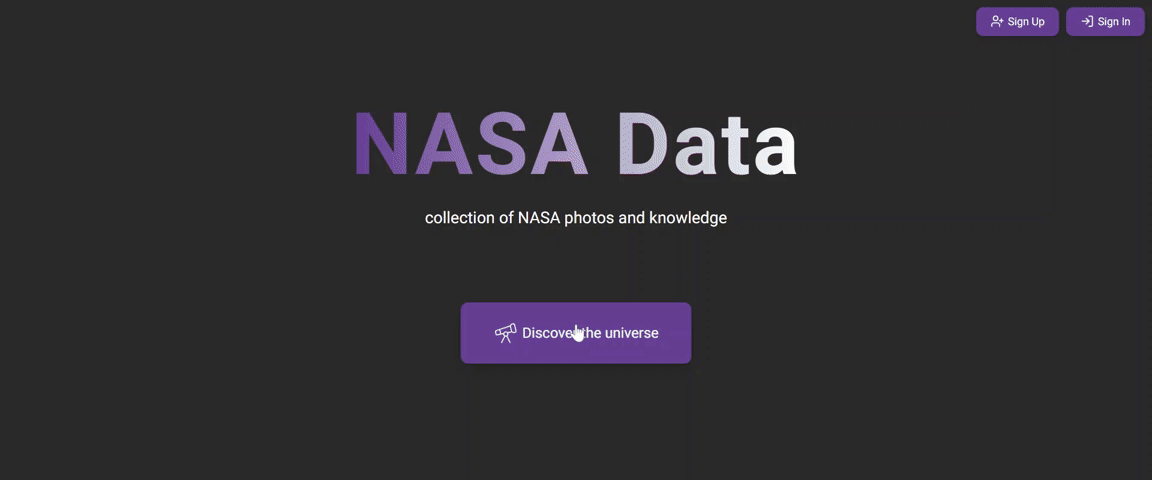 Sign Up
Sign In
NASA Data
collection of NASA photos and knowledge
Discover the universe